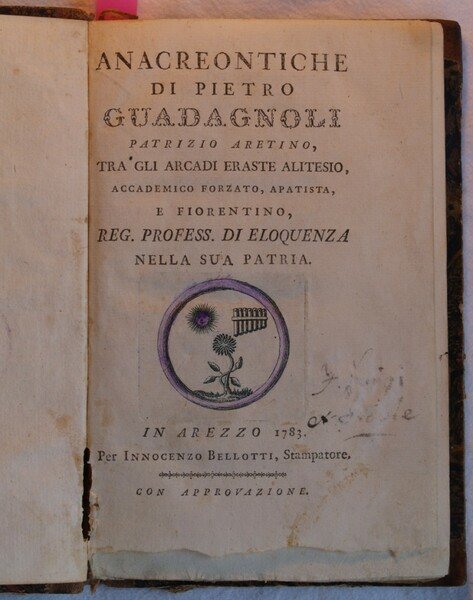 ANACREONTICHE
DI PIETRO
GUADAGNOLI
PATRIZIO ARETINO,
TRA' GLI ARCADI ERASTE ALITESIO,
ACCADEMICO FORZATO, APATISTA,
E FIORENTINO,
REG. PROFESS. DI ELOQUENZA
NELLA SUA PATRIA.
IN AREZZO 1783.
Per INNOCENZO BELLOTTI, Stampatore.
CON APPROVAZIONE.